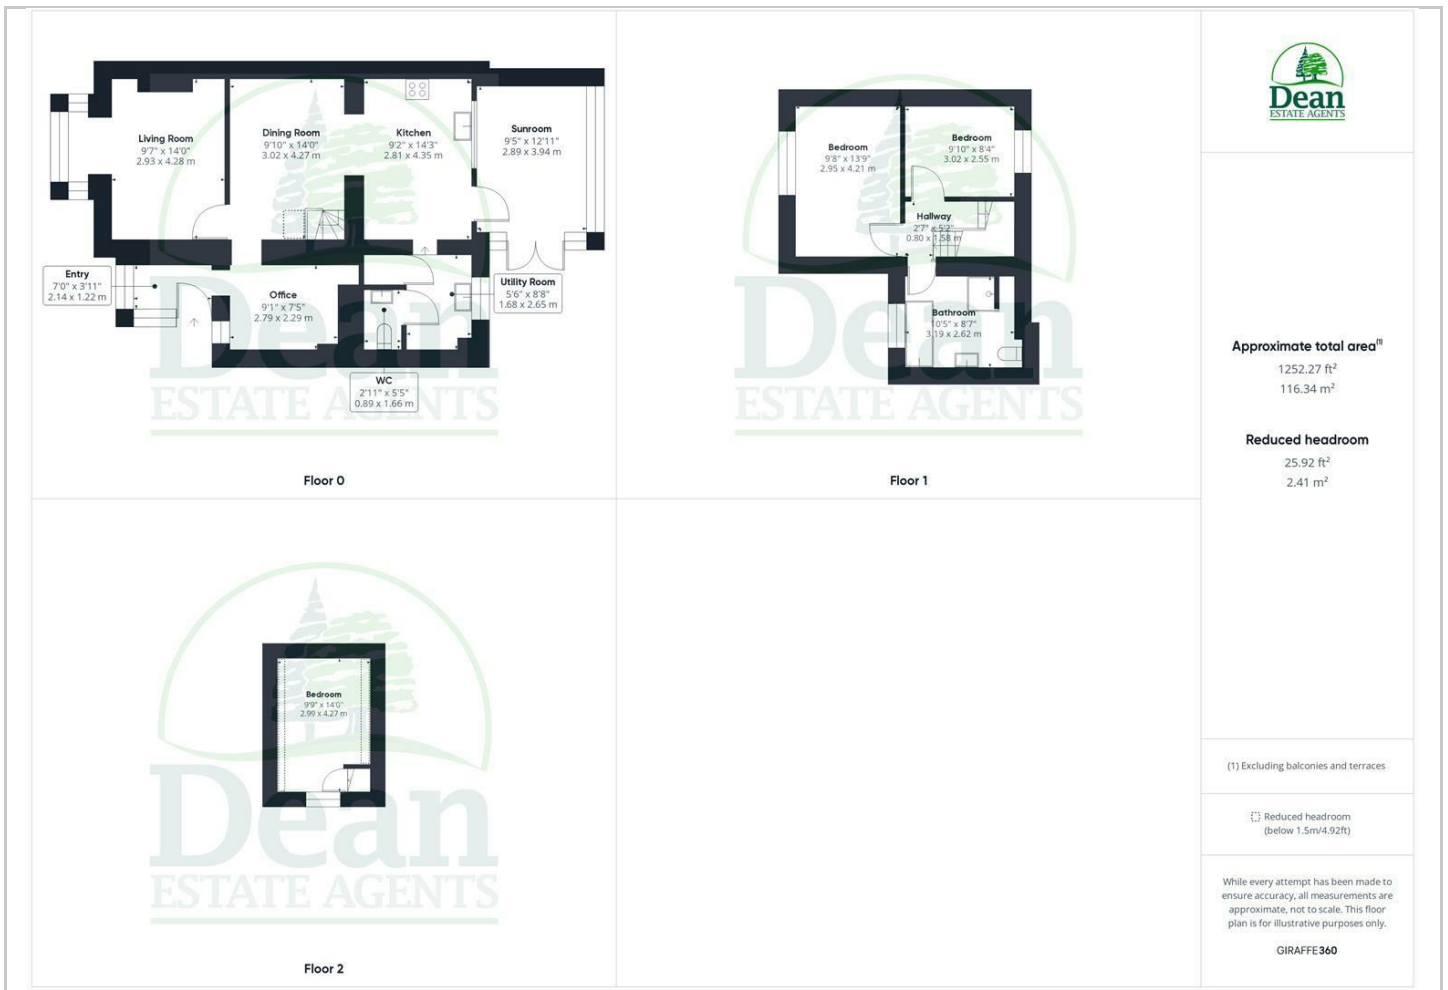 Living Room
9'7" x 14'0"
2.93 x 4.28 m
Dining Room
9'10" x 14'0"
3.02 x 4.27 m
Kitchen
9'2" x 14'3"
2.81 x 4.35 m
Sunroom
9'5" x 12'11"
2.89 x 3.94 m
Entry
7'0" x 3'11"
2.14 x 1.22 m
Office
9'1" x 7'5"
2.79 x 2.29 m
Utility Room
5'6" x 8'8"
1.68 x 2.65 m
WC
2'11" x 5'5"
0.89 x 1.66 m
Dean
ESTATE AGENTS
Floor 0
Bedroom
9'8" x 13'9"
2.95 x 4.21 m
Bedroom
9'10" x 8'4"
3.02 x 2.55 m
Hallway
2'7" x 5'2"
0.80 x 1.58 m
Bathroom
10'5" x 8'7"
3.19 x 2.62 m
Dean
ESTATE AGENTS
Floor 1
Bedroom
9'9" x 14'0"
2.99 x 4.27 m
Dean
ESTATE AGENTS
Floor 2
Dean
ESTATE AGENTS
Approximate total area(1)
1252.27 ft²
116.34 m²
Reduced headroom
25.92 ft²
2.41 m²
(1) Excluding balconies and terraces
Reduced headroom
(below 1.5m/4.92ft)
While every attempt has been made to
ensure accuracy, all measurements are
approximate, not to scale. This floor
plan is for illustrative purposes only.
GIRAFFE360